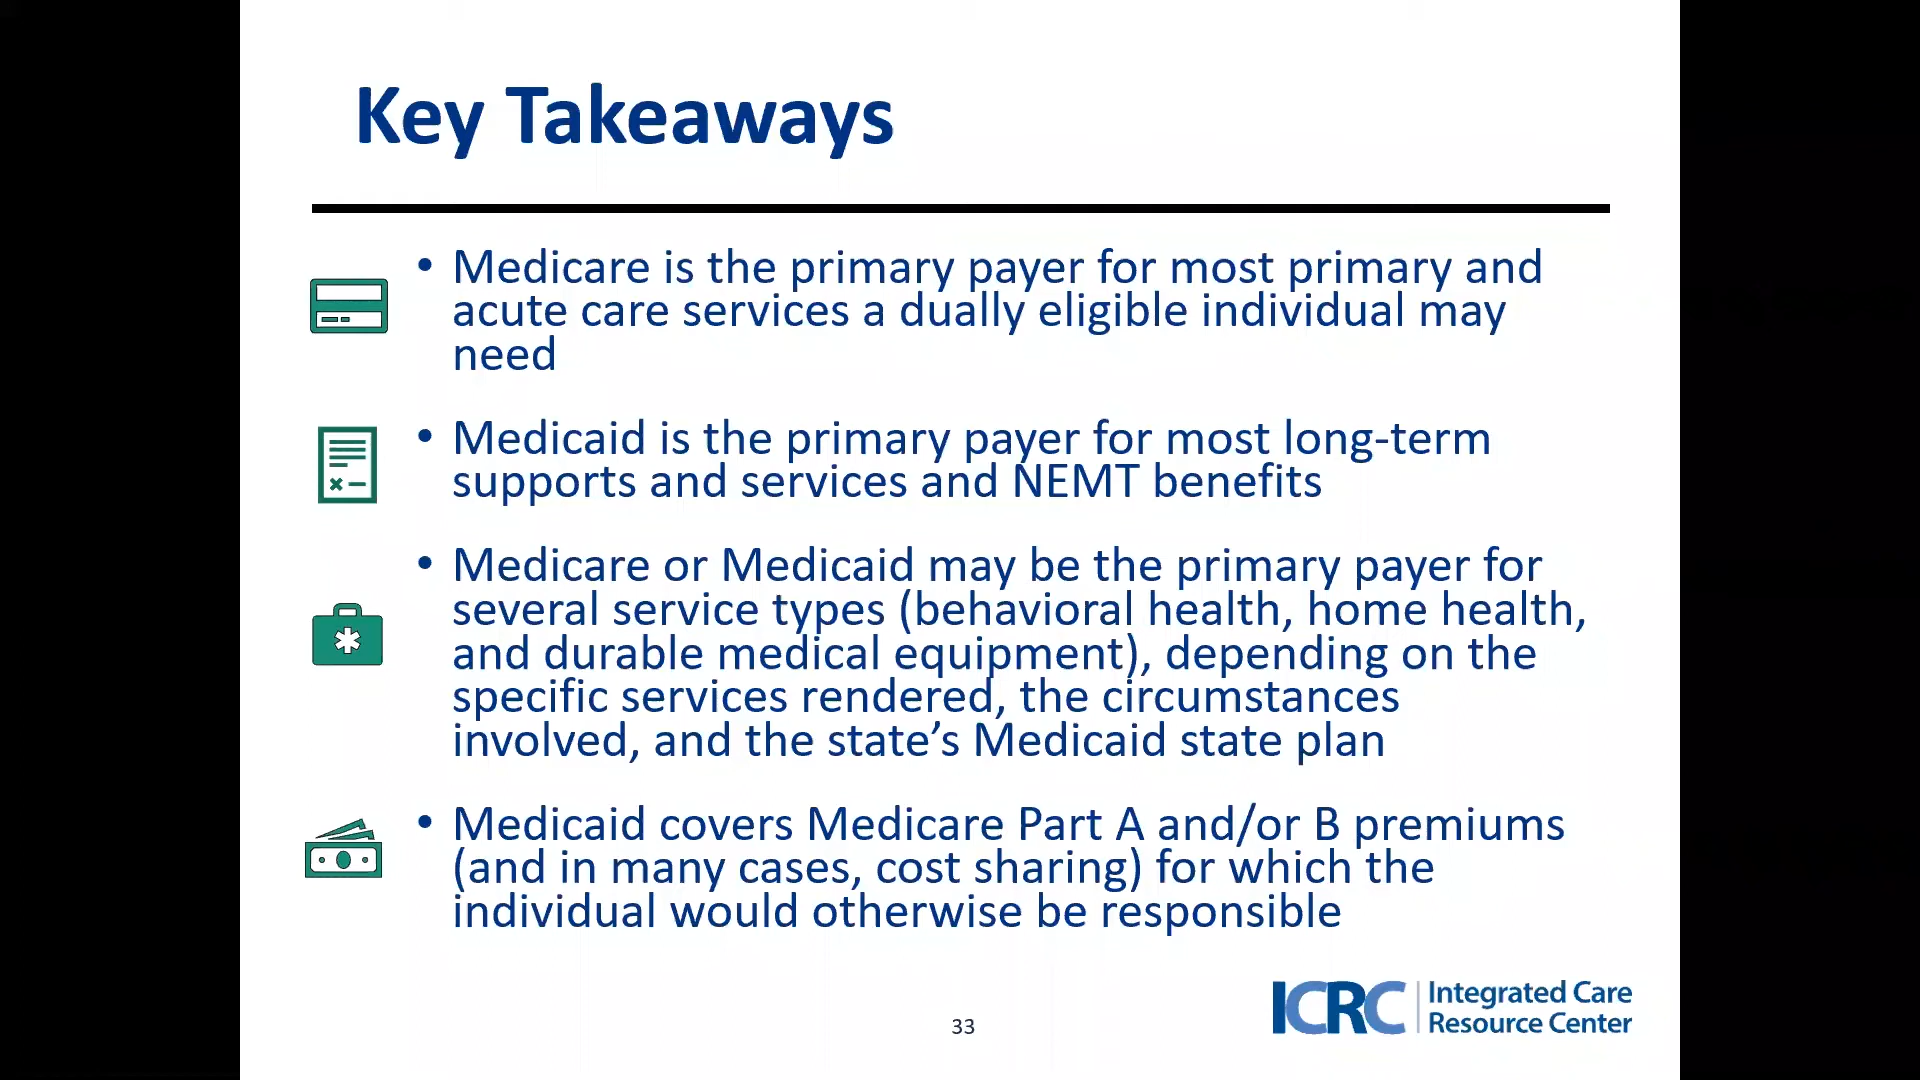 Key Takeaways
• Medicare is the primary payer for most primary and
acute care services a dually eligible individual may
need
• Medicaid is the primary payer for most long-term
supports and services and NEMT benefits
• Medicare or Medicaid may be the primary payer for
several service types (behavioral health, home health,
and durable medical equipment), depending on the
specific services rendered, the circumstances
involved, and the state’s Medicaid state plan
• Medicaid covers Medicare Part A and/or B premiums
(and in many cases, cost sharing) for which the
individual would otherwise be responsible
33
ICRC
Integrated Care
Resource Center